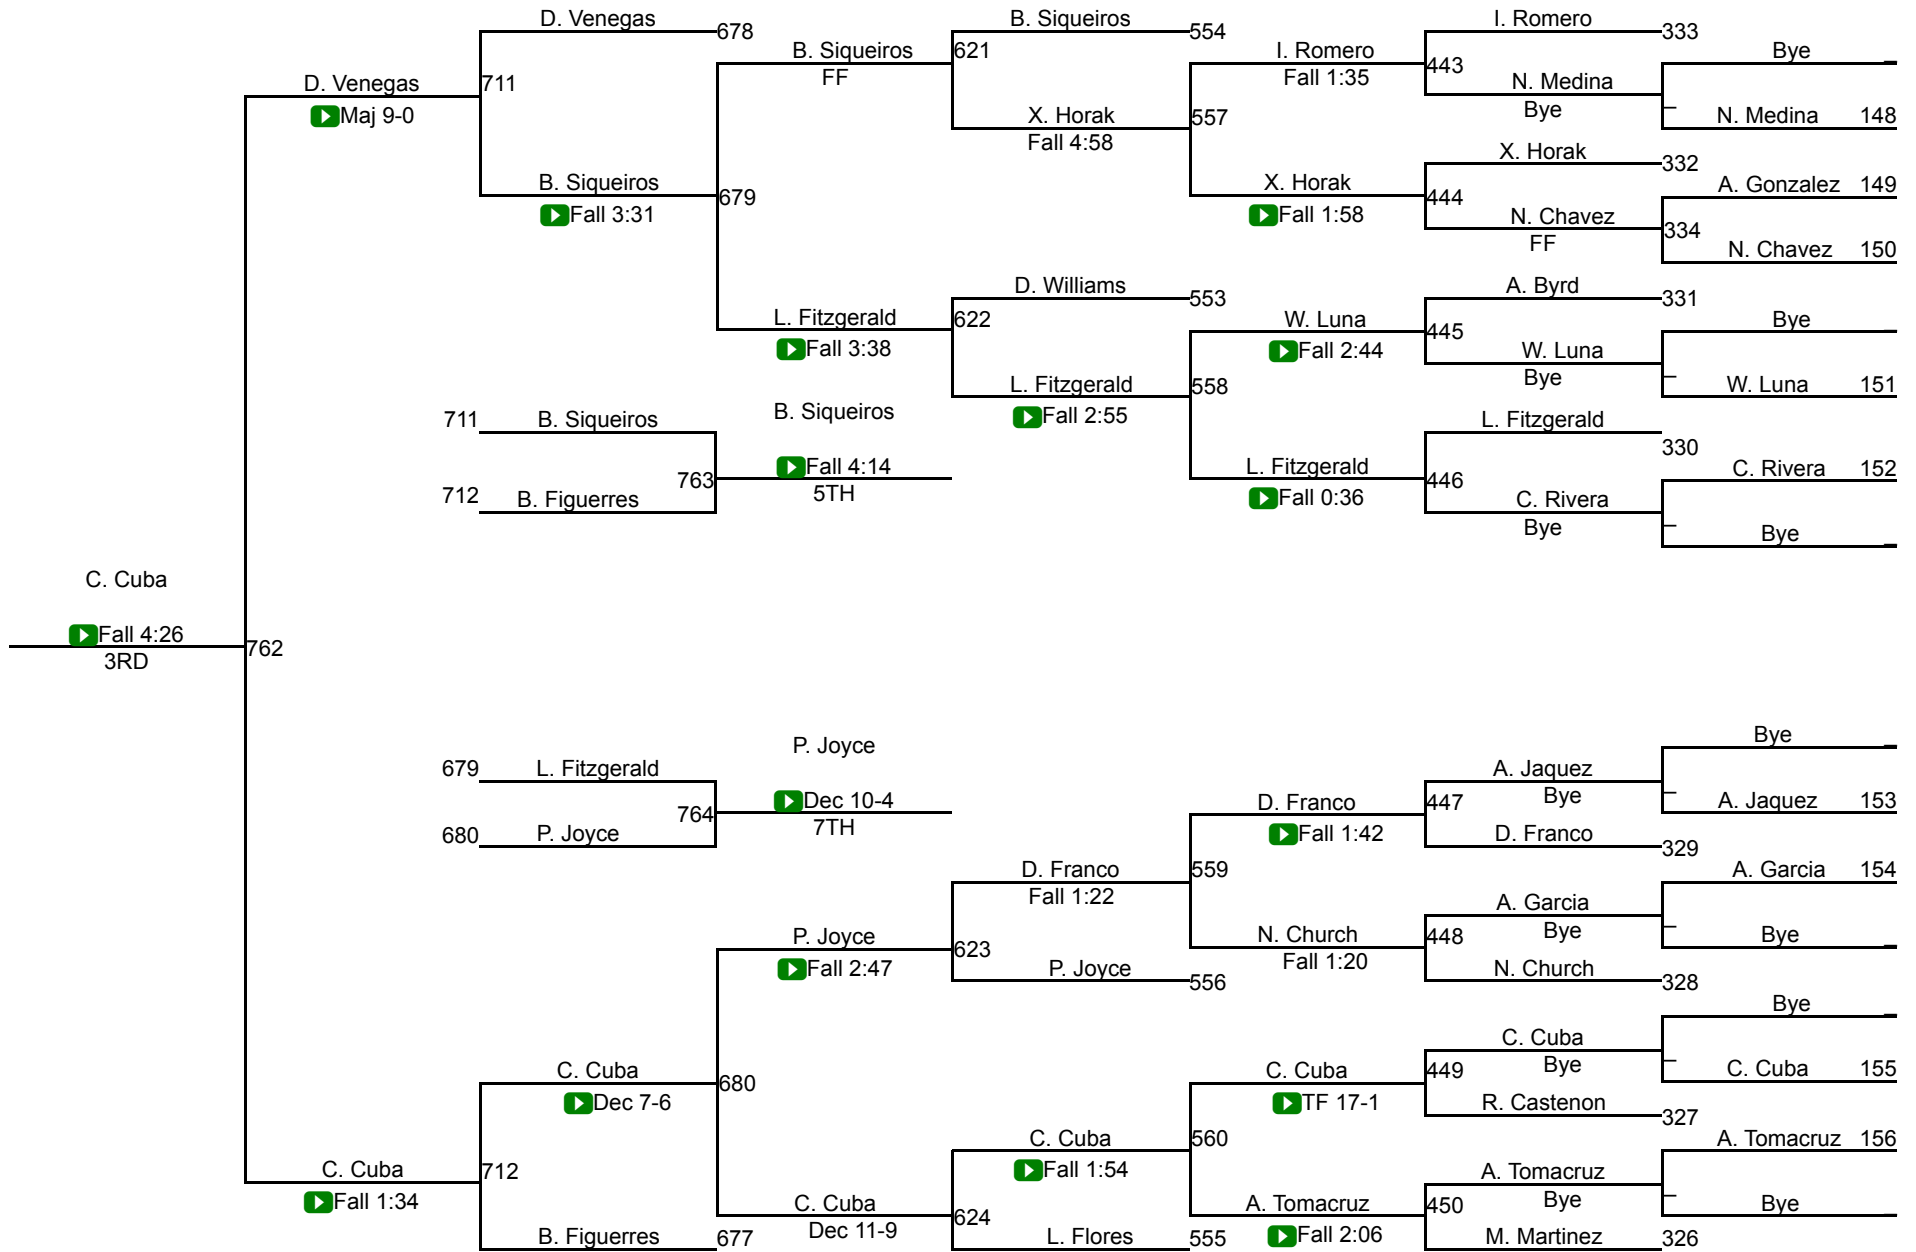 D. Venegas
678
B. Siqueiros
554
I. Romero
333
Bye
_
B. Siqueiros
FF
621
I. Romero
Fall 1:35
443
N. Medina
Bye
_
N. Medina 148
D. Venegas
Maj 9-0
711
X. Horak
Fall 4:58
557
X. Horak
332
A. Gonzalez 149
B. Siqueiros
Fall 3:31
679
X. Horak
Fall 1:58
444
N. Chavez
FF
334
N. Chavez 150
D. Williams
553
A. Byrd
331
Bye
_
L. Fitzgerald
Fall 3:38
622
W. Luna
Fall 2:44
445
W. Luna
Bye
_
W. Luna 151
L. Fitzgerald
Fall 2:55
558
711 B. Siqueiros
B. Siqueiros
L. Fitzgerald
330
763
Fall 4:14
5TH
L. Fitzgerald
Fall 0:36
446
C. Rivera 152
712 B. Figuerres
C. Rivera
Bye
_
Bye
_
C. Cuba
Fall 4:26
3RD
762
P. Joyce
Bye
_
679 L. Fitzgerald
A. Jaquez
Bye
_
764
Dec 10-4
7TH
D. Franco
Fall 1:42
447
A. Jaquez 153
680 P. Joyce
D. Franco
329
D. Franco
Fall 1:22
559
A. Garcia 154
A. Garcia
Bye
_
P. Joyce
Fall 2:47
623
N. Church
Fall 1:20
448
Bye
_
P. Joyce
556
N. Church
328
Bye
_
C. Cuba
Dec 7-6
680
C. Cuba
TF 17-1
449
C. Cuba
Bye
_
C. Cuba 155
R. Castenon
327
C. Cuba
Fall 1:54
560
A. Tomacruz 156
C. Cuba
Fall 1:34
712
A. Tomacruz
Bye
_
C. Cuba
Dec 11-9
624
A. Tomacruz
Fall 2:06
450
Bye
_
B. Figuerres
677
L. Flores
555
M. Martinez
326